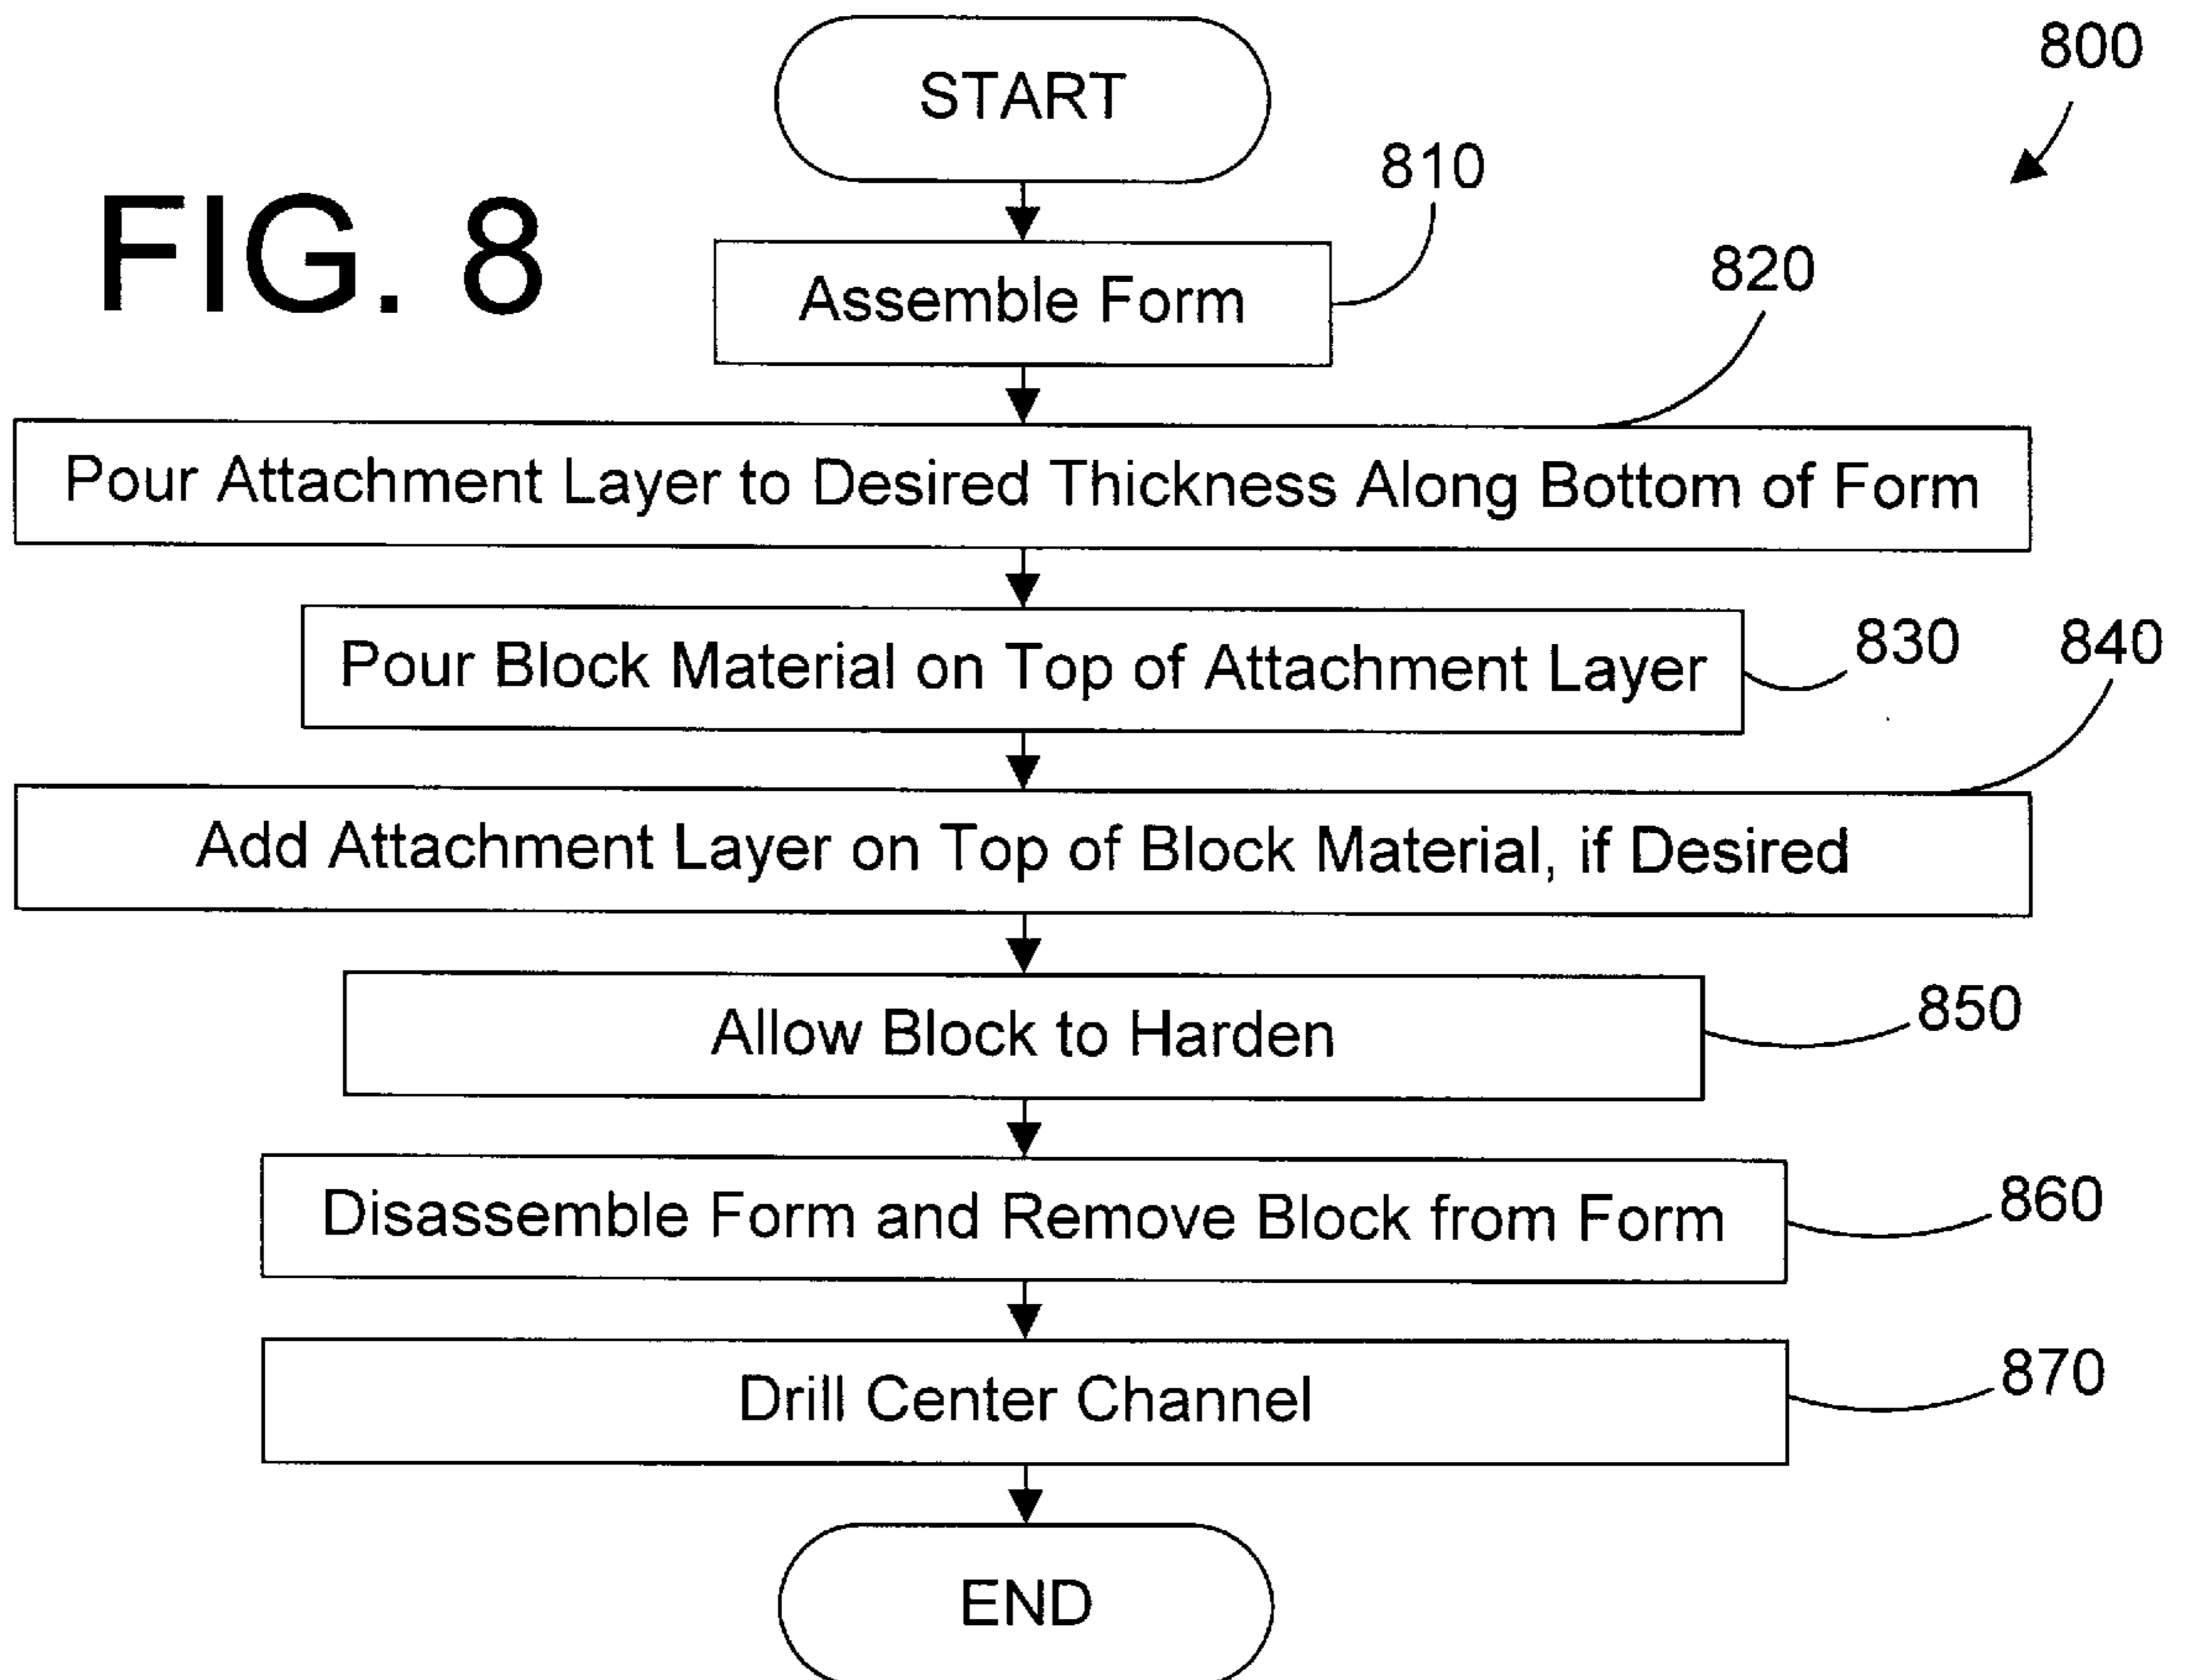 START
800
810
FIG. 8
820
Assemble Form
Pour Attachment Layer to Desired Thickness Along Bottom of Form
Pour Block Material on Top of Attachment Layer
830
840
Add Attachment Layer on Top of Block Material, if Desired
Allow Block to Harden
850
Disassemble Form and Remove Block from Form
860
Drill Center Channel
870
END